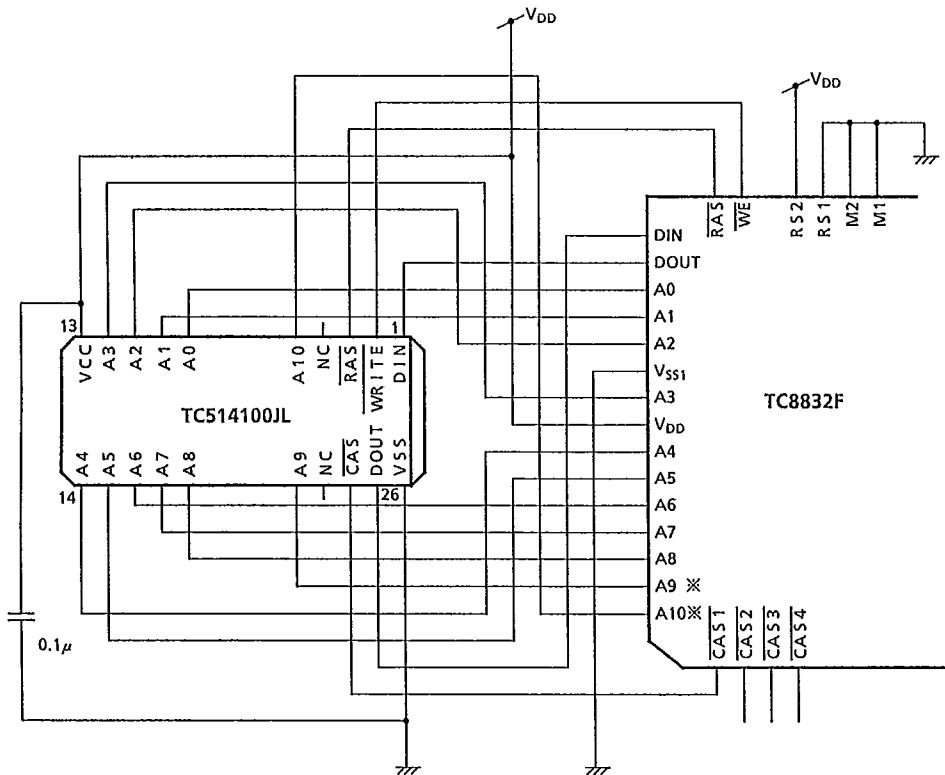 VDD
VDD
RAS
WE
RS2
RS1
M2
M1
DIN
DOUT
A0
A1
A2
VSS1
A3
VDD
A4
A5
A6
A7
A8
A9 ※
A10※
TC8832F
CAS1
CAS2
CAS3
CAS4
13
1
VCC
A3
A2
A1
A0
A10
NC
RAS
WRITE
DIN
TC514100JL
A4
A5
A6
A7
A8
A9
NC
CAS
DOUT
VSS
14
26
0.1μ